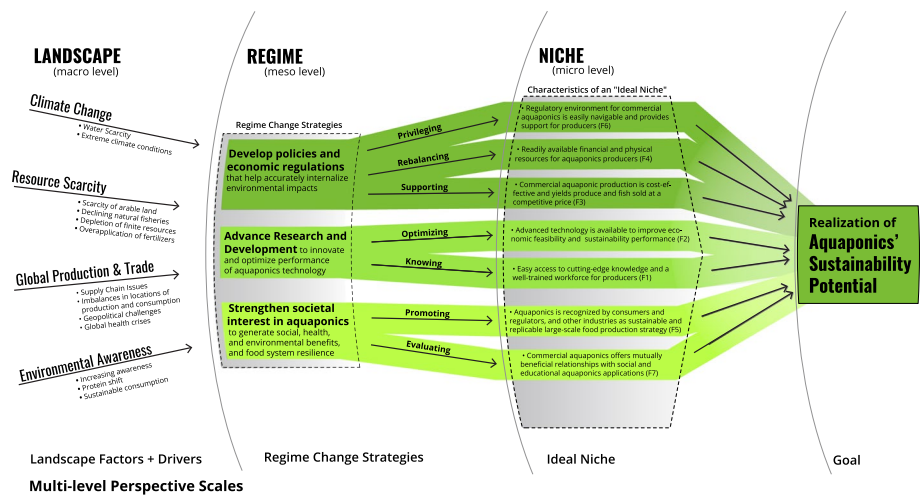 LANDSCAPE
(macro level)
Climate Change
• Water Scarcity
• Extreme climate conditions
Resource Scarcity
• Scarcity of arable land
• Declining natural fisheries
• Depletion of finite resources
• Overapplication of fertilizers
Global Production & Trade
• Supply Chain Issues
• Imbalances in locations of
production and consumption
• Geopolitical challenges
• Global health crises
Environmental Awareness
• Increasing awareness
• Protein shift
• Sustainable consumption
REGIME
(meso level)
Regime Change Strategies
Develop policies and
economic regulations
that help accurately internalize
environmental impacts
Advance Research and
Development to innovate
and optimize performance
of aquaponics technology
Strengthen societal
interest in aquaponics
to generate social, health,
and environmental benefits,
and food system resilience
Privileging
Rebalancing
Supporting
Optimizing
Knowing
Promoting
Evaluating
NICHE
(micro level)
Characteristics of an "Ideal Niche"
• Regulatory environment for commercial
aquaponics is easily navigable and provides
support for producers (F6)
• Readily available financial and physical
resources for aquaponics producers (F4)
• Commercial aquaponic production is cost-ef-
fective and yields produce and fish sold at a
competitive price (F3)
• Advanced technology is available to improve eco-
nomic feasibility and sustainability performance (F2)
• Easy access to cutting-edge knowledge and a
well-trained workforce for producers (F1)
• Aquaponics is recognized by consumers and
regulators, and other industries as sustainable and
replicable large-scale food production strategy (F5)
• Commercial aquaponics offers mutually
beneficial relationships with social and
educational aquaponics applications (F7)
Realization of
Aquaponics'
Sustainability
Potential
Landscape Factors + Drivers
Regime Change Strategies
Ideal Niche
Goal
Multi-level Perspective Scales